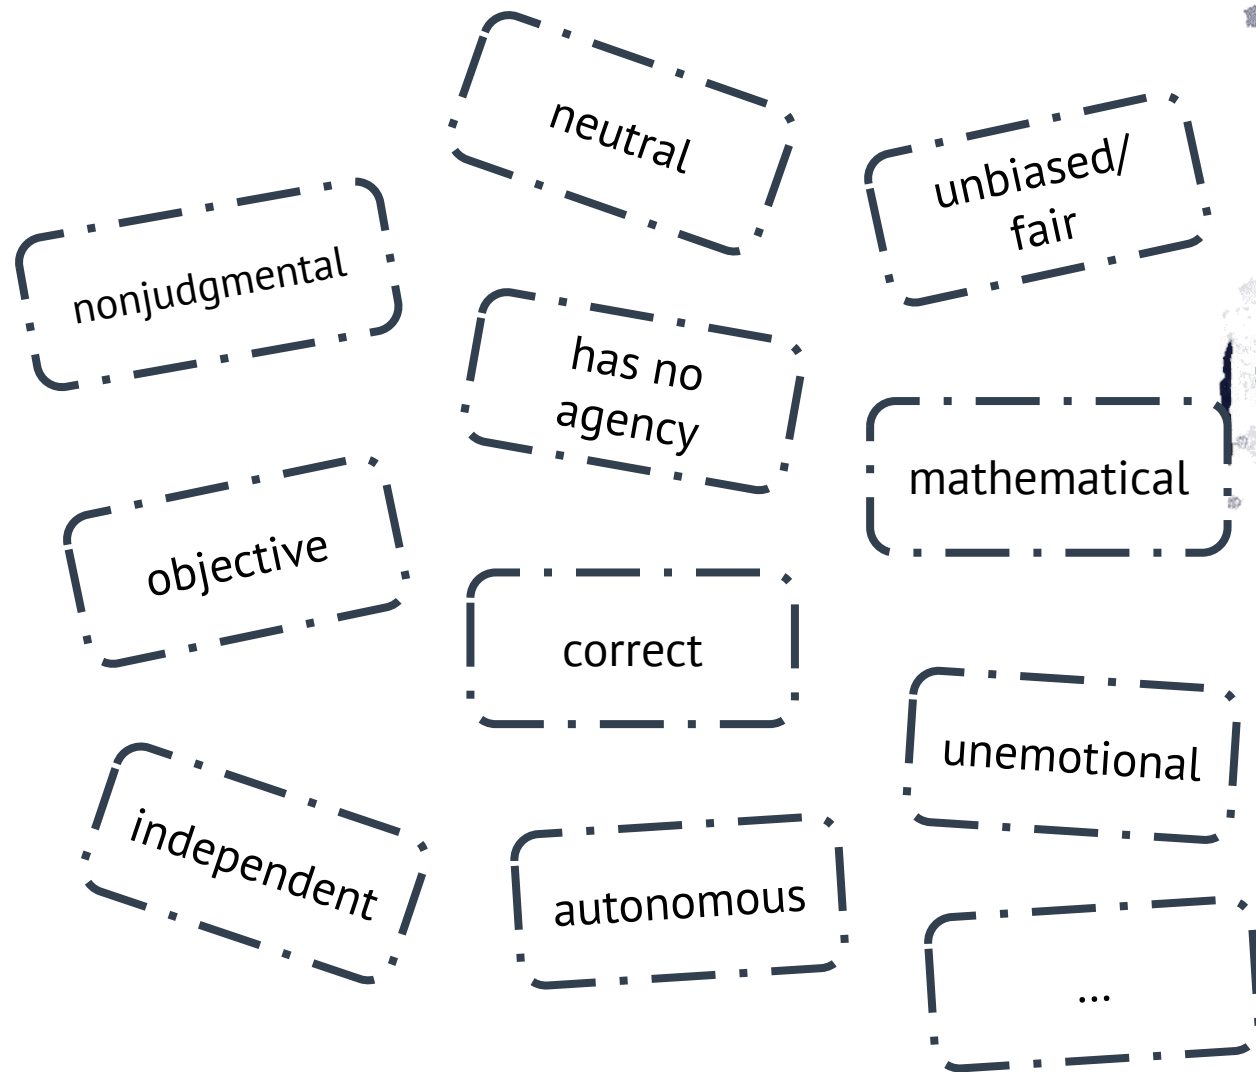 neutral
unbiased/
fair
nonjudgmental
has no
agency
mathematical
objective
correct
unemotional
independent
autonomous
...